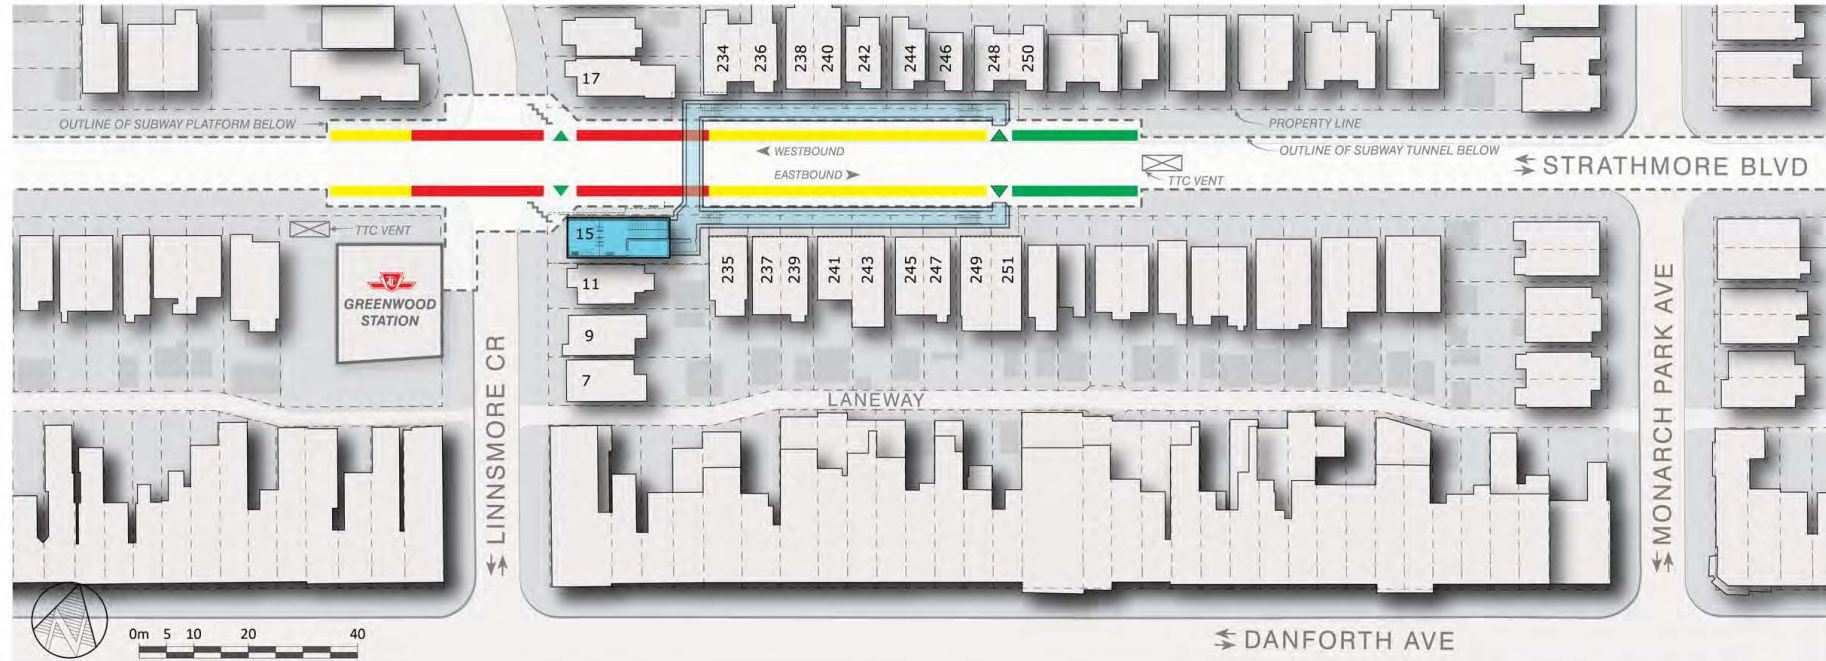 17
234
236
238
240
242
244
246
248
250
OUTLINE OF SUBWAY PLATFORM BELOW
PROPERTY LINE
WESTBOUND
OUTLINE OF SUBWAY TUNNEL BELOW
STRATHMORE BLVD
EASTBOUND
TTC VENT
TTC VENT
15
GREENWOOD
STATION
11
235
237
239
241
243
245
247
249
251
9
7
LINNSMORE CR
LANEWAY
MONARCH PARK AVE
N
0m 5 10 20 40
DANFORTH AVE